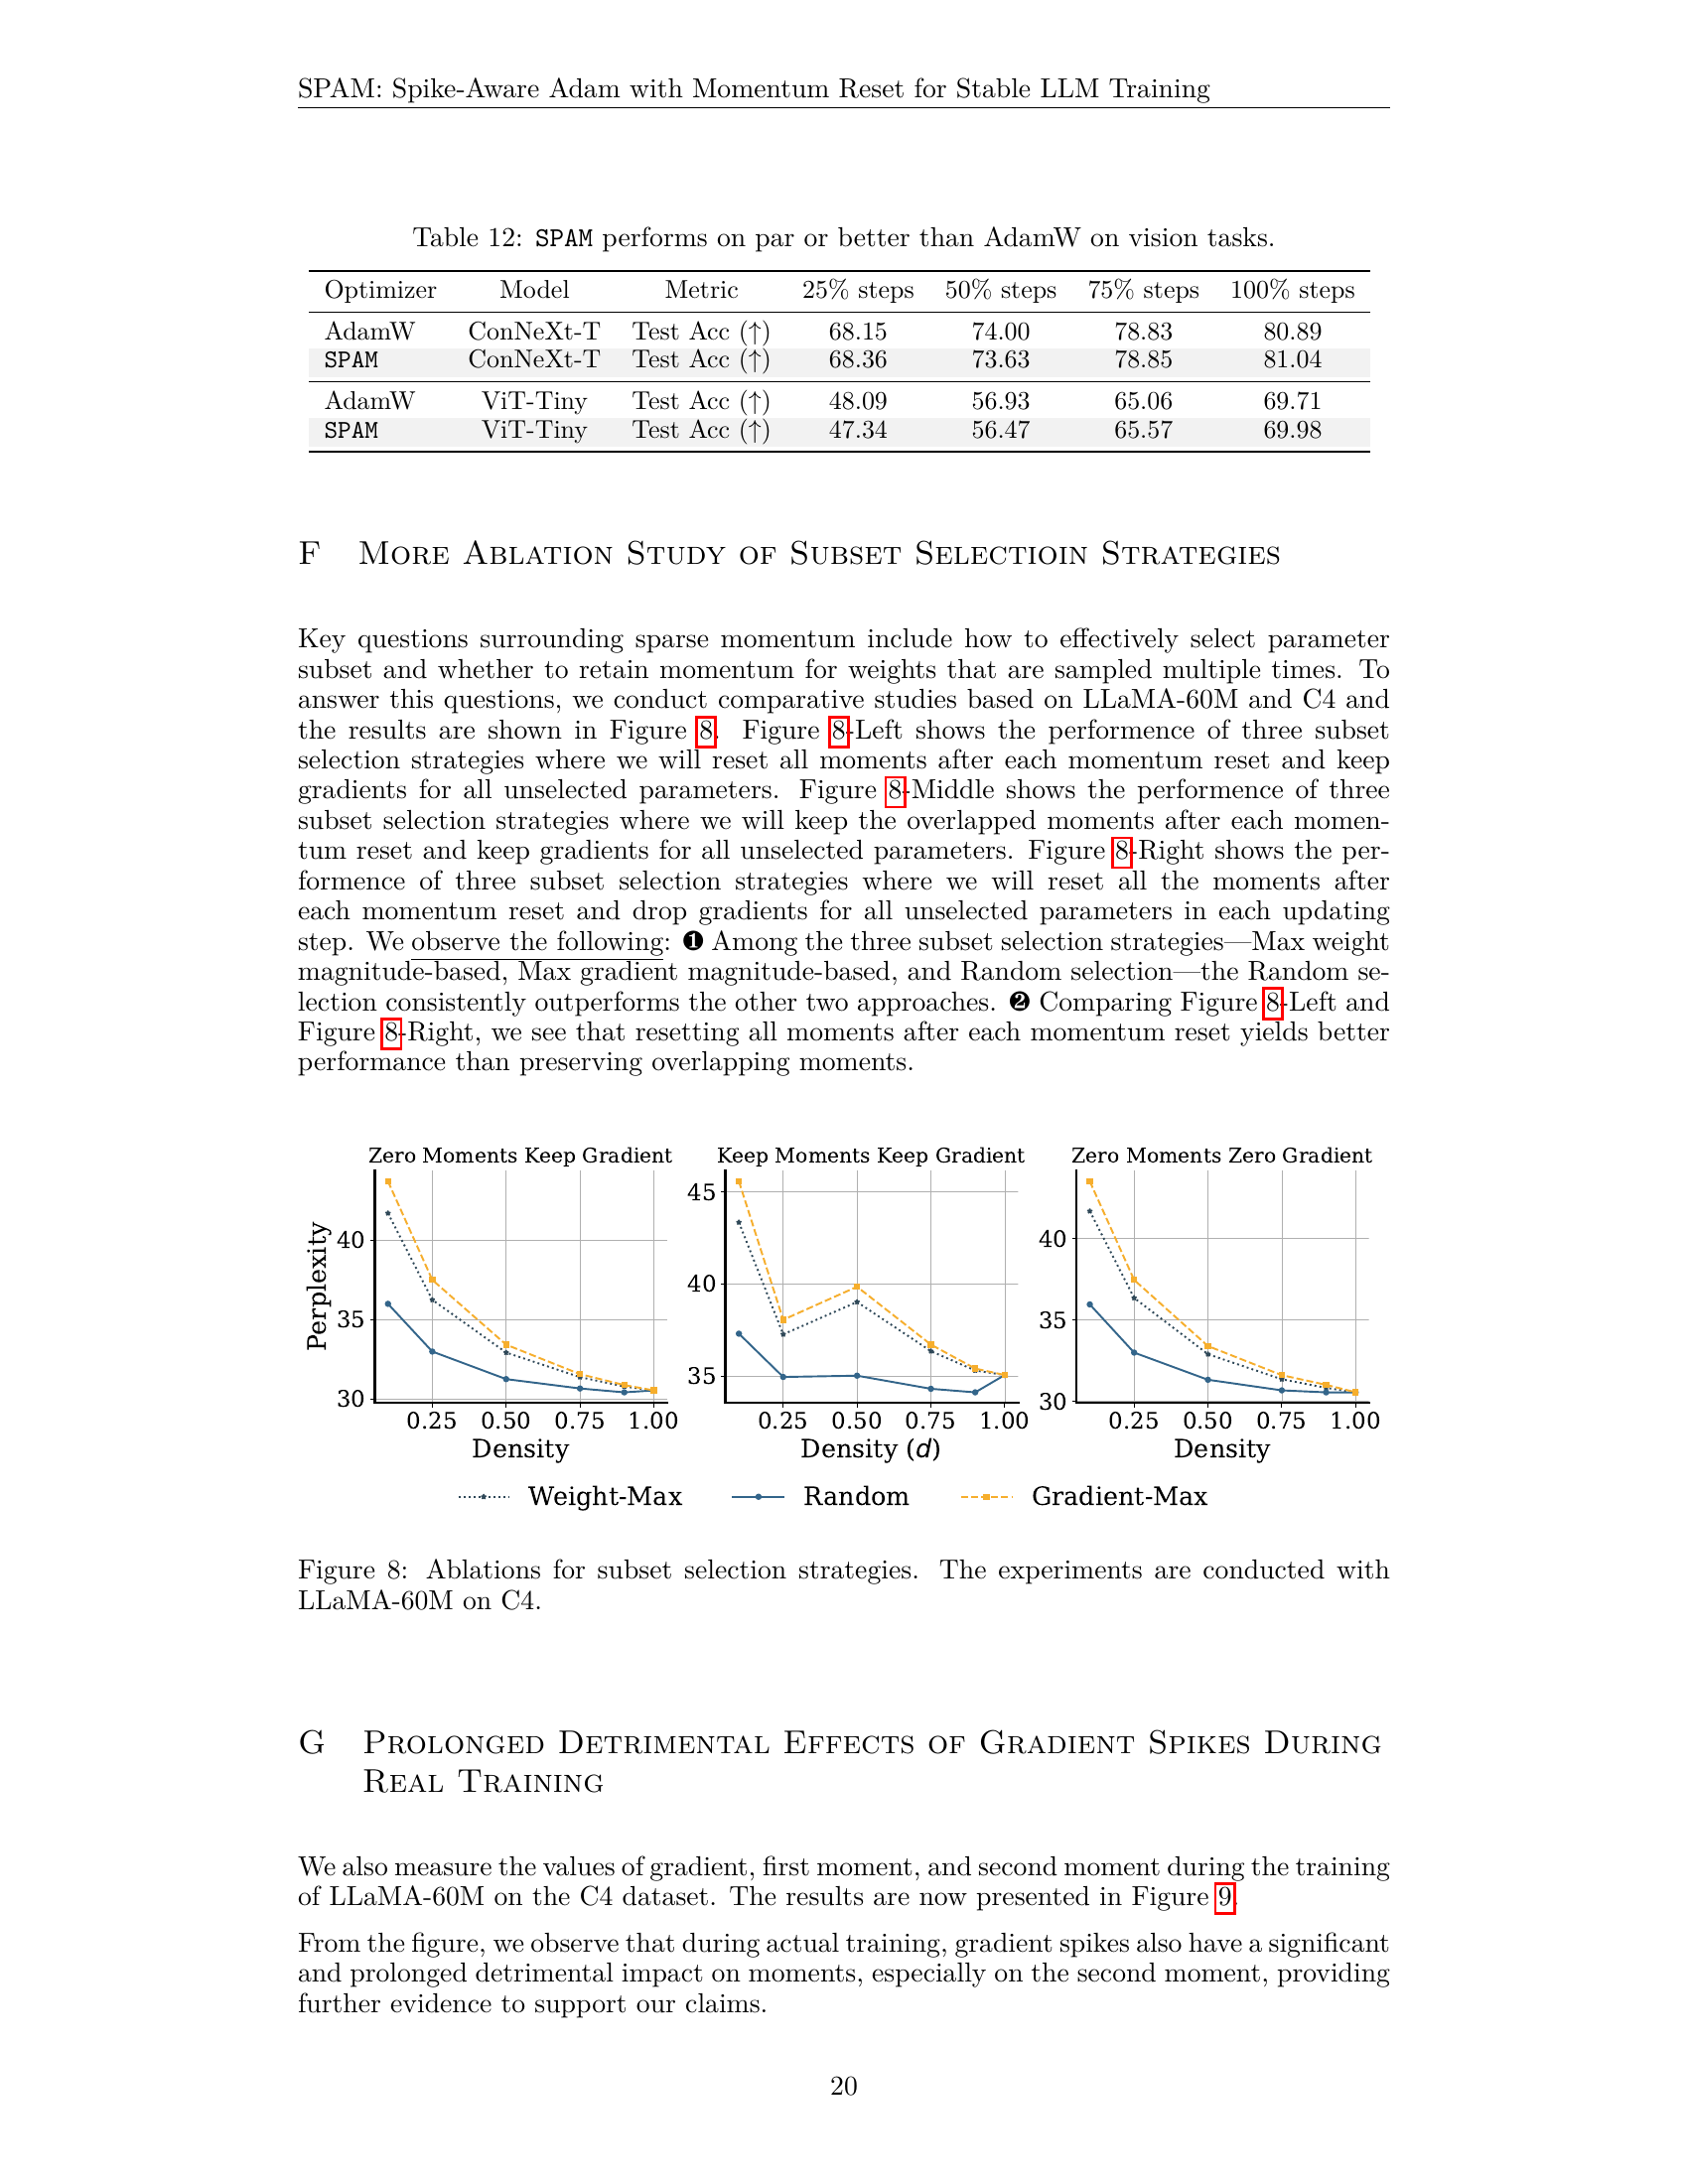 SPAM: Spike-Aware Adam with Momentum Reset for Stable LLM Training
Table 12: SPAM performs on par or better than AdamW on vision tasks.
Optimizer Model Metric 25% steps 50% steps 75% steps 100% steps
AdamW ConNeXt-T Test Acc (↑) 68.15 74.00 78.83 80.89
SPAM ConNeXt-T Test Acc (↑) 68.36 73.63 78.85 81.04
AdamW ViT-Tiny Test Acc (↑) 48.09 56.93 65.06 69.71
SPAM ViT-Tiny Test Acc (↑) 47.34 56.47 65.57 69.98
F More Ablation Study of Subset Selectioin Strategies
Key questions surrounding sparse momentum include how to effectively select parameter
subset and whether to retain momentum for weights that are sampled multiple times. To
answer this questions, we conduct comparative studies based on LLaMA-60M and C4 and
the results are shown in Figure 8. Figure 8-Left shows the performence of three subset
selection strategies where we will reset all moments after each momentum reset and keep
gradients for all unselected parameters. Figure 8-Middle shows the performence of three
subset selection strategies where we will keep the overlapped moments after each momen-
tum reset and keep gradients for all unselected parameters. Figure 8-Right shows the per-
formence of three subset selection strategies where we will reset all the moments after
each momentum reset and drop gradients for all unselected parameters in each updating
step. We observe the following: ❶ Among the three subset selection strategies—Max weight
magnitude-based, Max gradient magnitude-based, and Random selection—the Random se-
lection consistently outperforms the other two approaches. ❷ Comparing Figure 8-Left and
Figure 8-Right, we see that resetting all moments after each momentum reset yields better
performance than preserving overlapping moments.
Zero Moments Keep Gradient Keep Moments Keep Gradient Zero Moments Zero Gradient
Perplexity
40
35
30
0.25 0.50 0.75 1.00
Density
45
40
35
0.25 0.50 0.75 1.00
Density (d)
40
35
30
0.25 0.50 0.75 1.00
Density
Weight-Max Random Gradient-Max
Figure 8: Ablations for subset selection strategies. The experiments are conducted with
LLaMA-60M on C4.
G Prolonged Detrimental Effects of Gradient Spikes During
Real Training
We also measure the values of gradient, first moment, and second moment during the training
of LLaMA-60M on the C4 dataset. The results are now presented in Figure 9.
From the figure, we observe that during actual training, gradient spikes also have a significant
and prolonged detrimental impact on moments, especially on the second moment, providing
further evidence to support our claims.
20